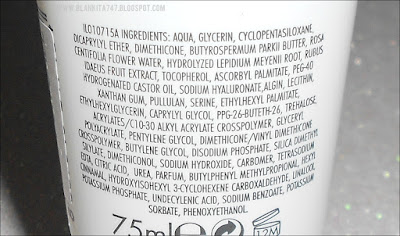 WWW.BLANKITA747.BLOGSPOT.COM
ILO10715A INGREDIENTS: AQUA, GLYCERIN, CYCLOPENTASILOXANE,
DICAPRYLYL ETHER, DIMETHICONE, BUTYROSPERMUM PARKII BUTTER, ROSA
CENTIFOLIA FLOWER WATER, HYDROLYZED LEPIDIUM MEYENII ROOT, RUBUS
IDAEUS FRUIT EXTRACT, TOCOPHEROL, ASCORBYL PALMITATE, PEG-40
HYDROGENATED CASTOR OIL, SODIUM HYALURONATE,ALGIN, LECITHIN,
XANTHAN GUM, PULLULAN, SERINE, ETHYLHEXYL PALMITATE,
ETHYLHEXYLGLYCERIN, CAPRYLYL GLYCOL, PPG-26-BUTETH-26, TREHALOSE,
ACRYLATES/C10-30 ALKYL ACRYLATE CROSSPOLYMER, GLYCERYL
POLYACRYLATE, PENTYLENE GLYCOL, DIMETHICONE/VINYL DIMETHICONE
CROSSPOLYMER, BUTYLENE GLYCOL, DISODIUM PHOSPHATE, SILICA DIMETHYL
SILYLATE, DIMETHICONOL, SODIUM HYDROXIDE, CARBOMER, TETRASODIUM
EDTA, CITRIC ACID, UREA, PARFUM, BUTYLPHENYL METHYLPROPIONAL, HEXYL
CINNAMAL, HYDROXYISOHEXYL 3-CYCLOHEXENE CARBOXALDEHYDE, LINALOOL,
POTASSIUM PHOSPHATE, UNDECYLENIC ACID, SODIUM BENZOATE, POTASSIUM
SORBATE, PHENOXYETHANOL.
75ml
12M